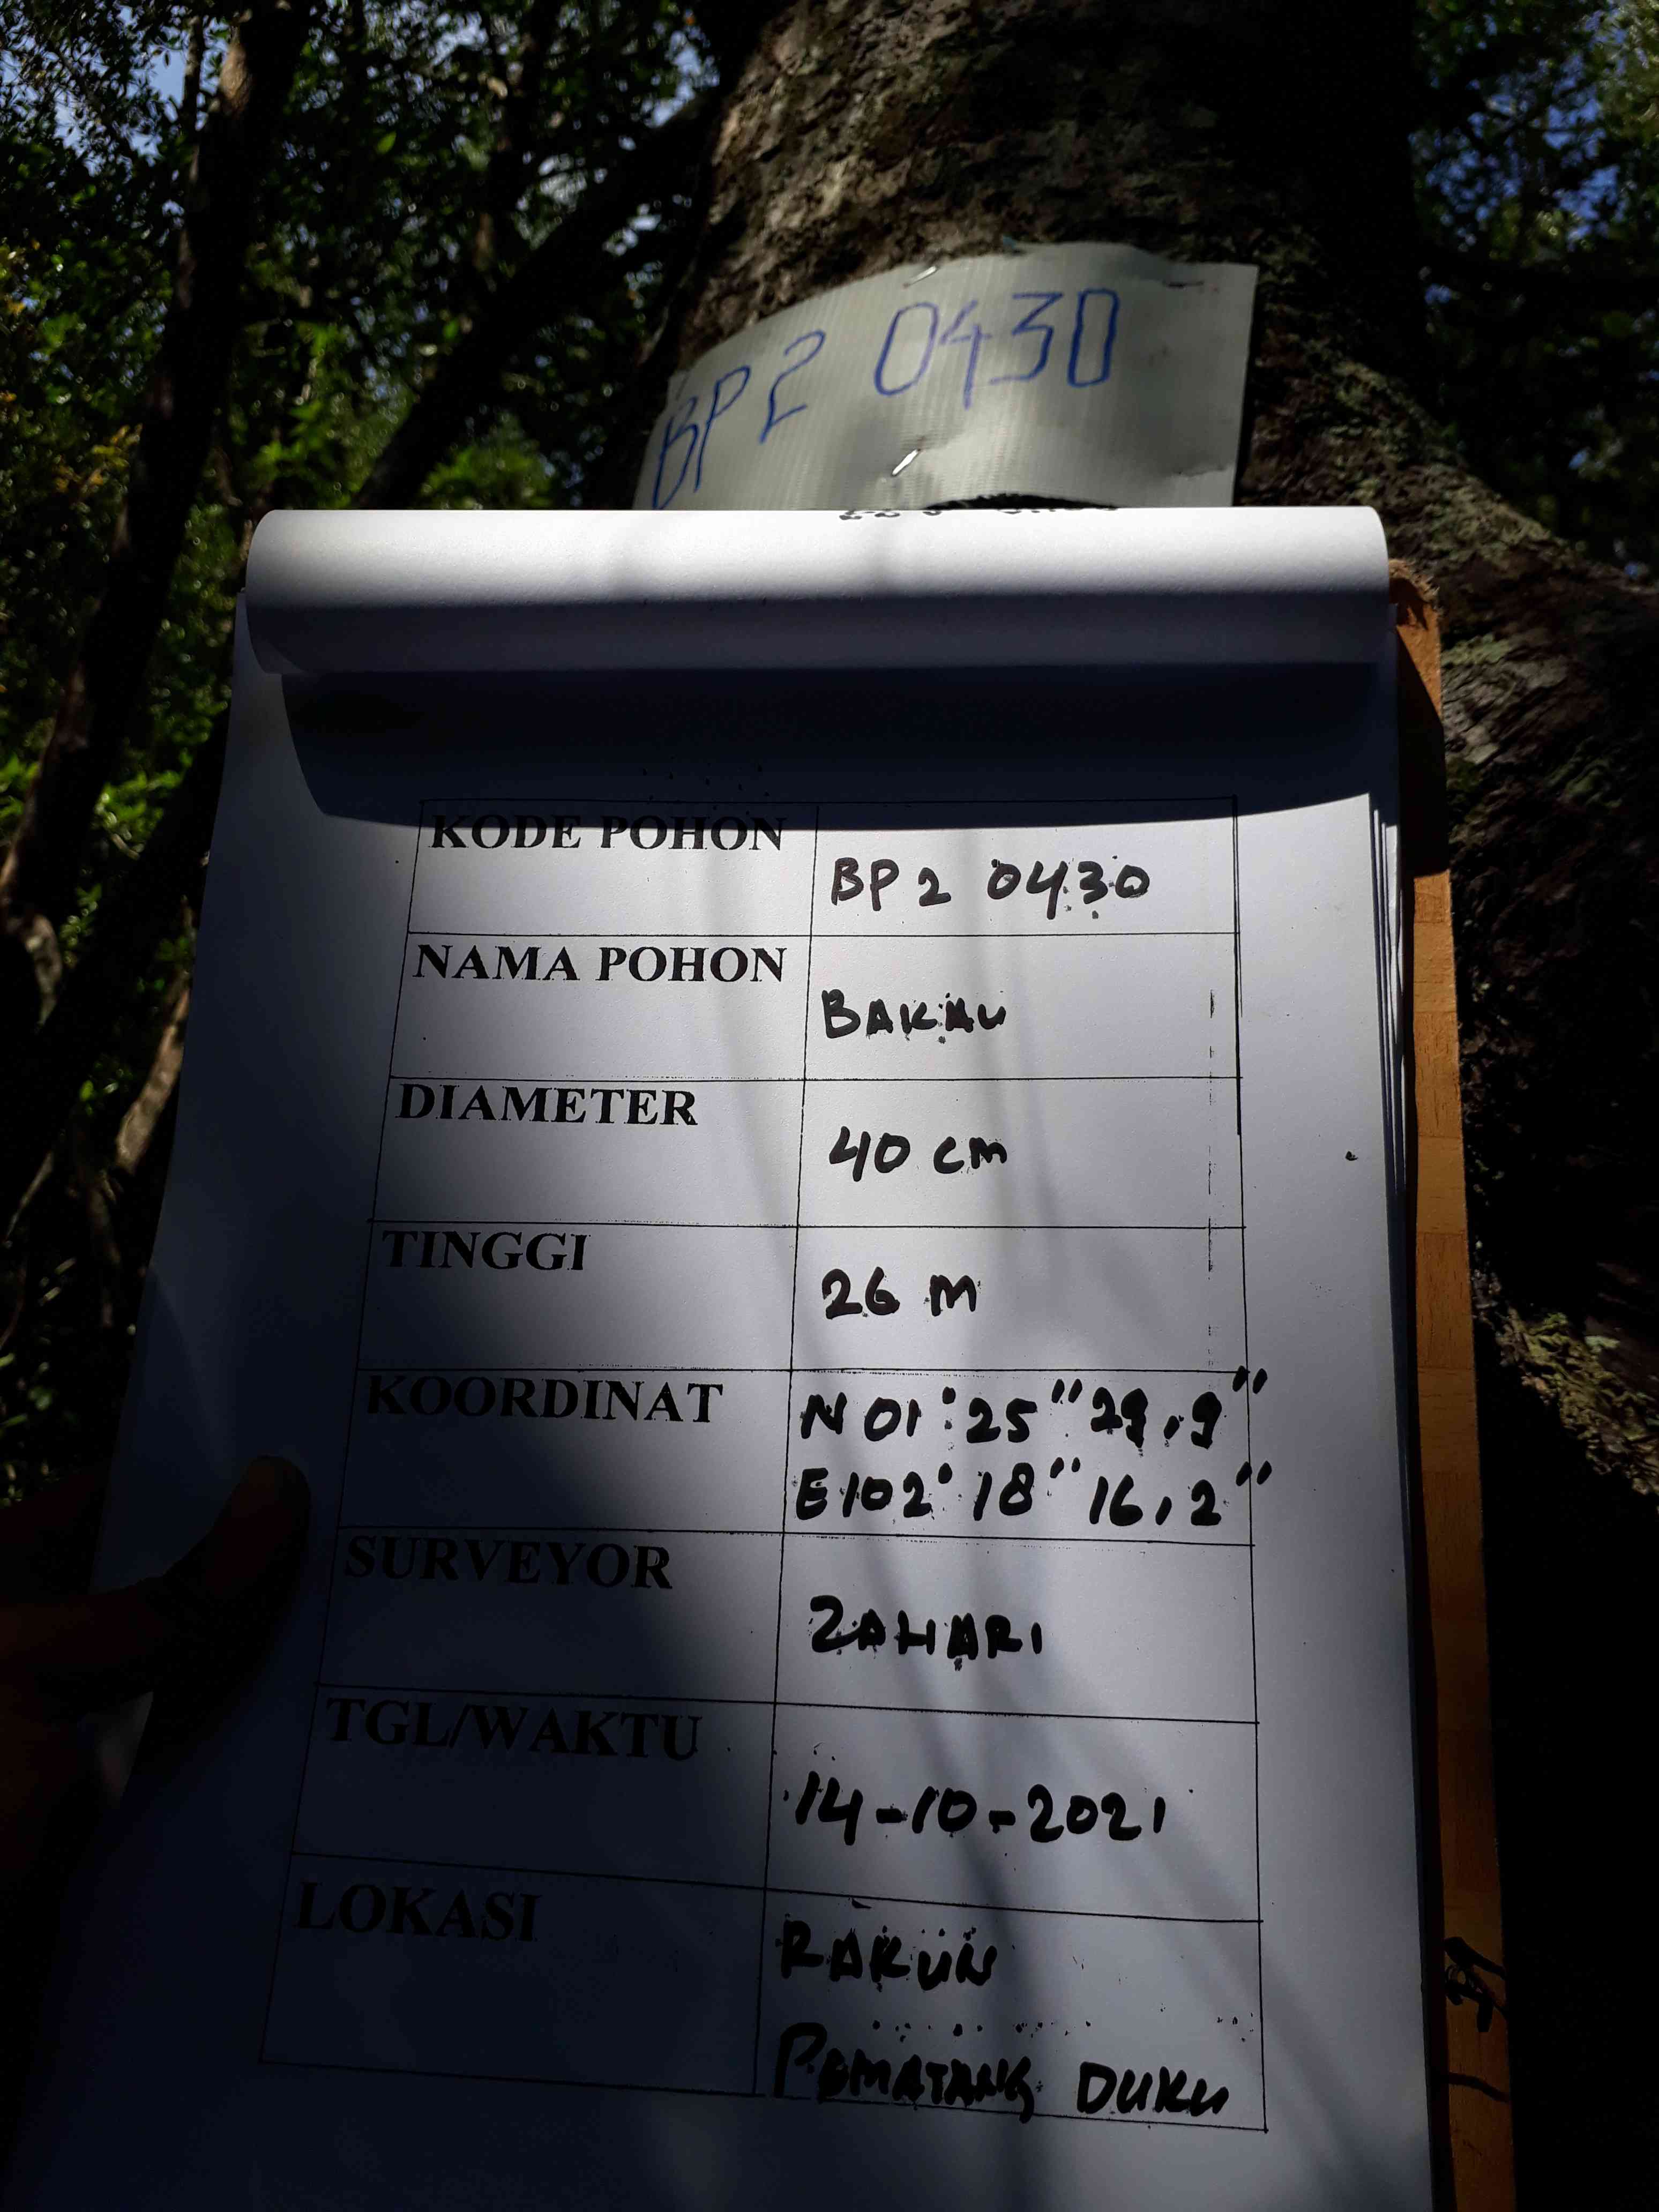 BP2 0430
KODE POHON
BP 2 0430
NAMA POHON
BAKAU
DIAMETER
40 cm
TINGGI
26 M
KOORDINAT
N 01°25"29,9"
E102°18"16,2"
SURVEYOR
ZAHARI
TGL/WAKTU
14-10-2021
LOKASI
RAKUN
PEMATANG DUKU